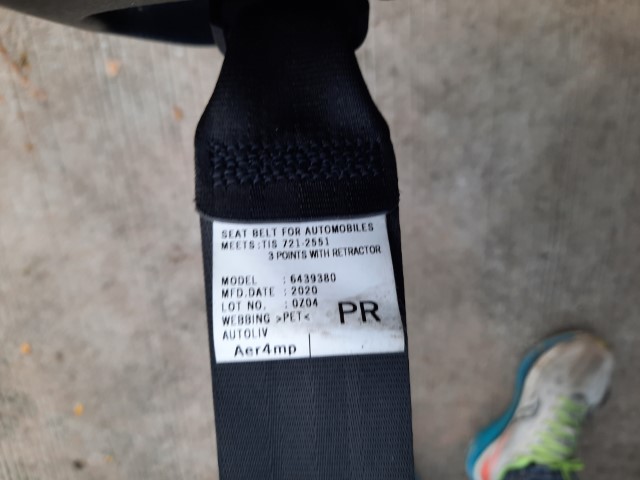 SEAT BELT FOR AUTOMOBILES
MEETS:TIS 721-2551
3 POINTS WITH RETRACTOR
MODEL : 6439380
MFD.DATE : 2020
LOT NO. : 0Z04
WEBBING >PET<
PR
AUTOLIV
Aer4mp